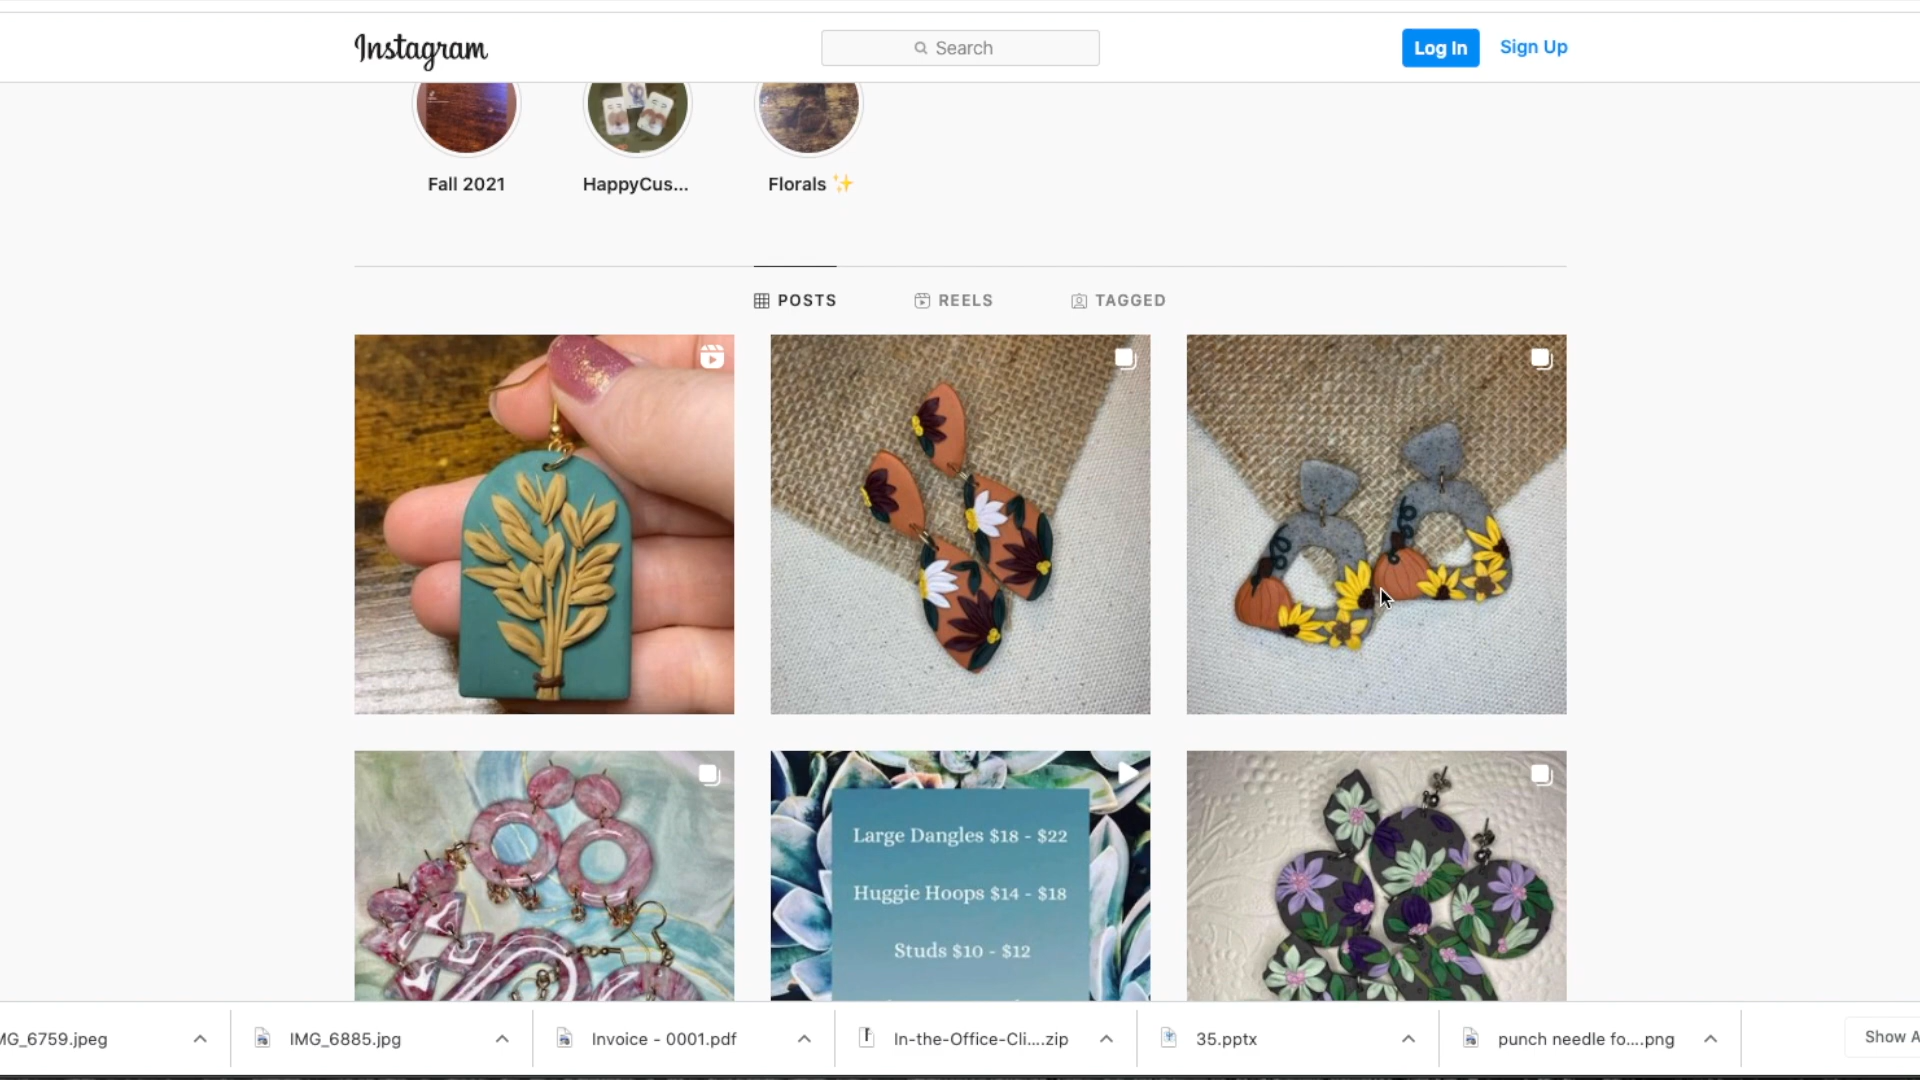 Instagram
Search
Log In
Sign Up
Fall 2021
HappyCus...
Florals ✨
POSTS
REELS
TAGGED
Large Dangles $18 - $22
Huggie Hoops $14 - $18
Studs $10 - $12
MG_6759.jpeg
IMG_6885.jpg
Invoice - 0001.pdf
In-the-Office-Cli....zip
35.pptx
punch needle fo....png
Show A